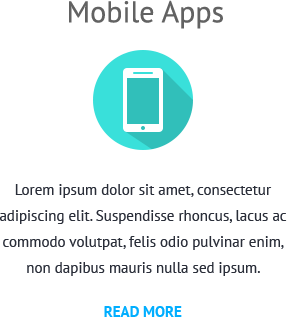 Mobile Apps
Lorem ipsum dolor sit amet, consectetur
adipiscing elit. Suspendisse rhoncus, lacus ac
commodo volutpat, felis odio pulvinar enim,
non dapibus mauris nulla sed ipsum.
READ MORE